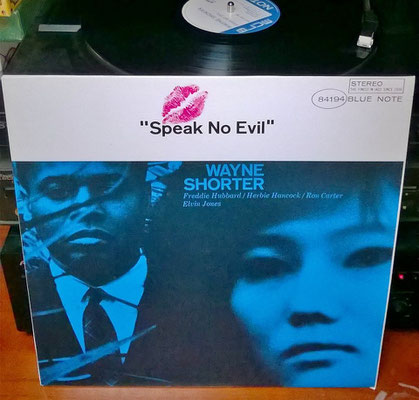 STEREO
84194 BLUE NOTE
"Speak No Evil"
WAYNE
SHORTER
Freddie Hubbard / Herbie Hancock / Ron Carter
Elvin Jones